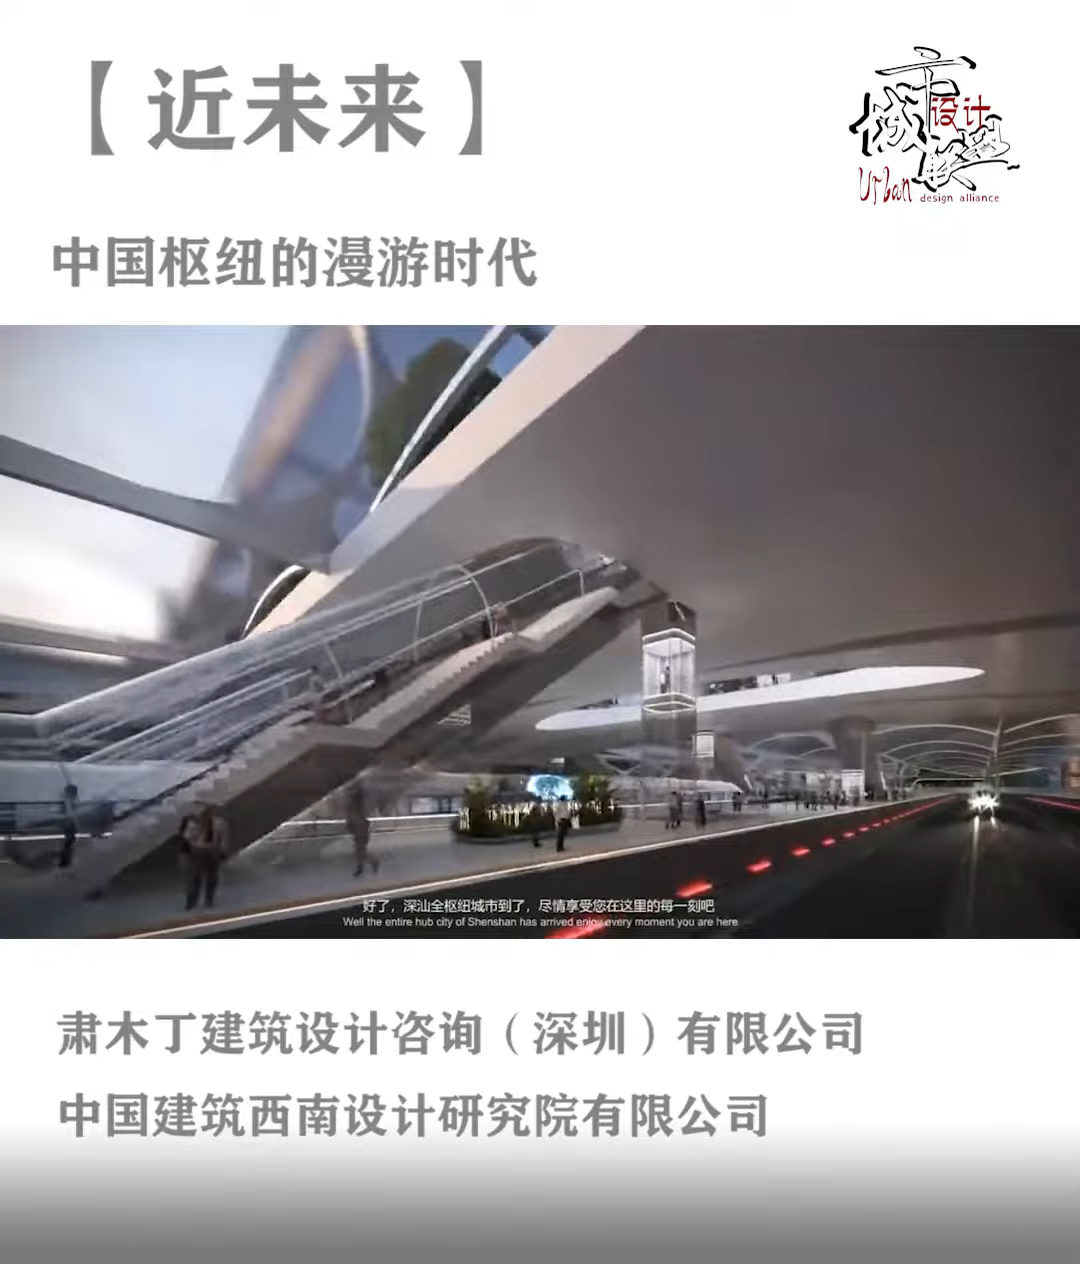 【近未来】
城市设计联盟
Urban design alliance
中国枢纽的漫游时代
好了，深汕全枢纽城市到了，尽情享受您在这里的每一刻吧
Well the entire hub city of Shenshan has arrived enjoy every moment you are here
肃木丁建筑设计咨询（深圳）有限公司
中国建筑西南设计研究院有限公司